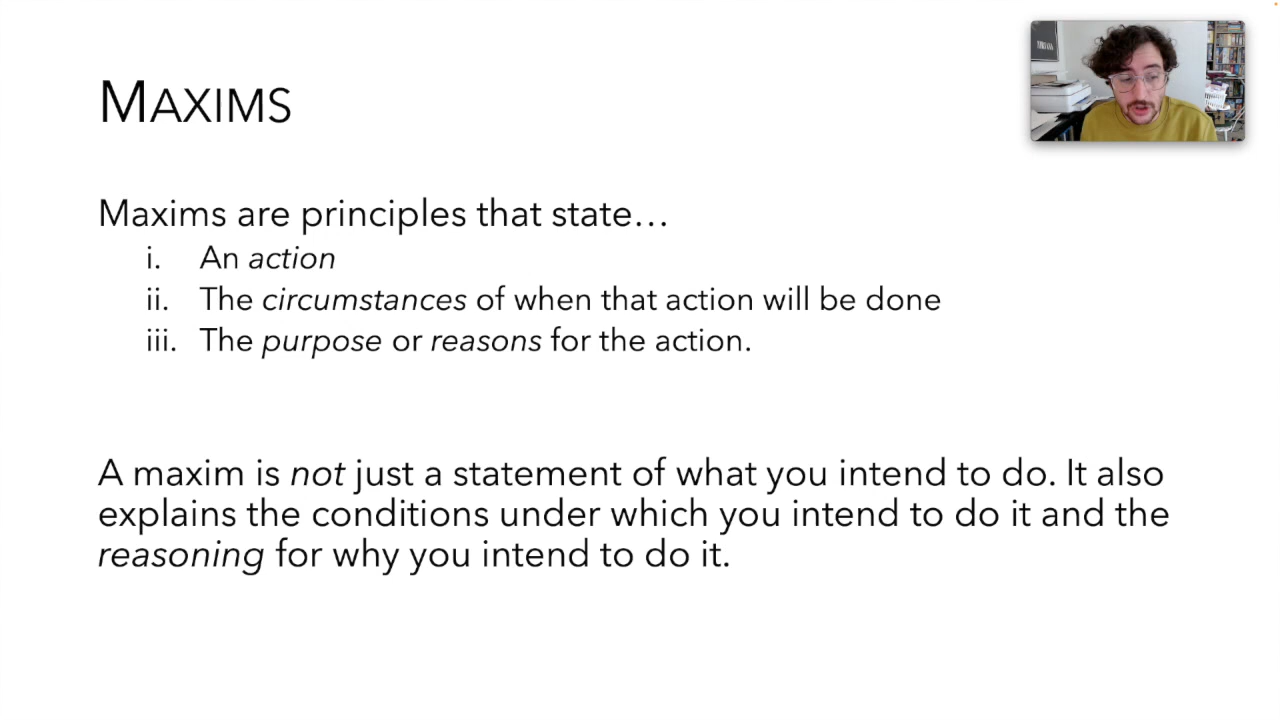 MAXIMS
Maxims are principles that state…
i. An action
ii. The circumstances of when that action will be done
iii. The purpose or reasons for the action.
A maxim is not just a statement of what you intend to do. It also
explains the conditions under which you intend to do it and the
reasoning for why you intend to do it.